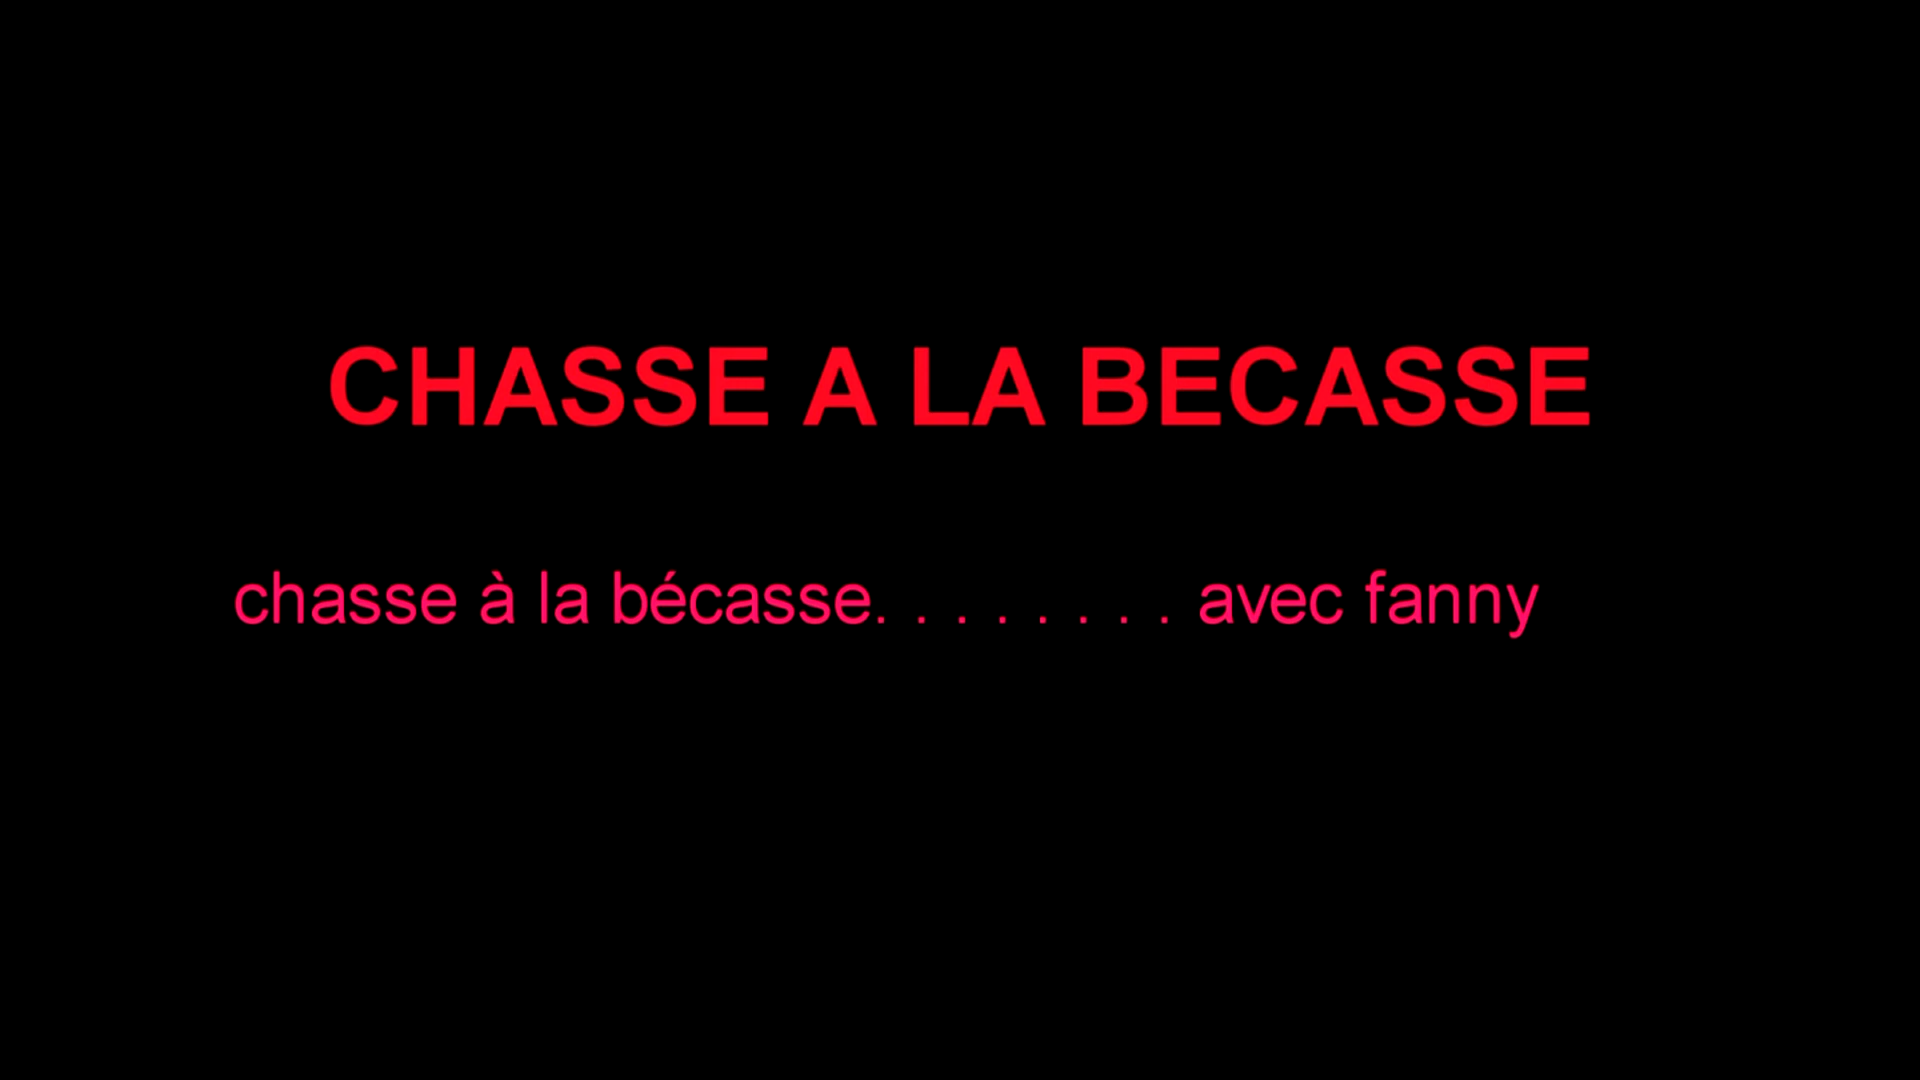 CHASSE A LA BECASSE
chasse à la bécasse. . . . . . . . avec fanny